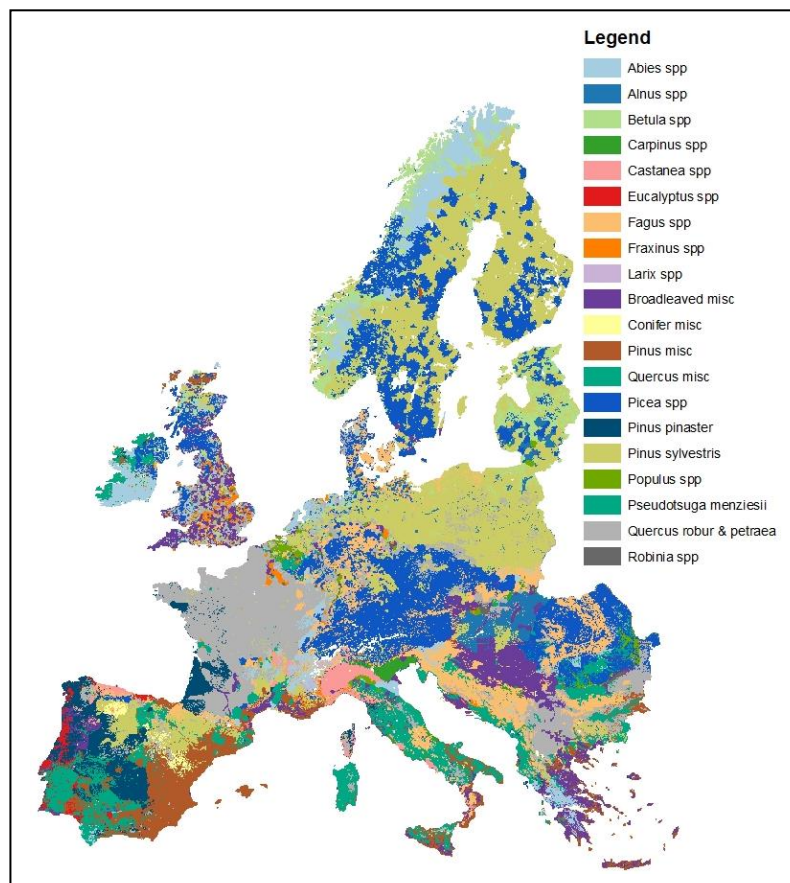 Legend
Abies spp
Alnus spp
Betula spp
Carpinus spp
Castanea spp
Eucalyptus spp
Fagus spp
Fraxinus spp
Larix spp
Broadleaved misc
Conifer misc
Pinus misc
Quercus misc
Picea spp
Pinus pinaster
Pinus sylvestris
Populus spp
Pseudotsuga menziesii
Quercus robur & petraea
Robinia spp